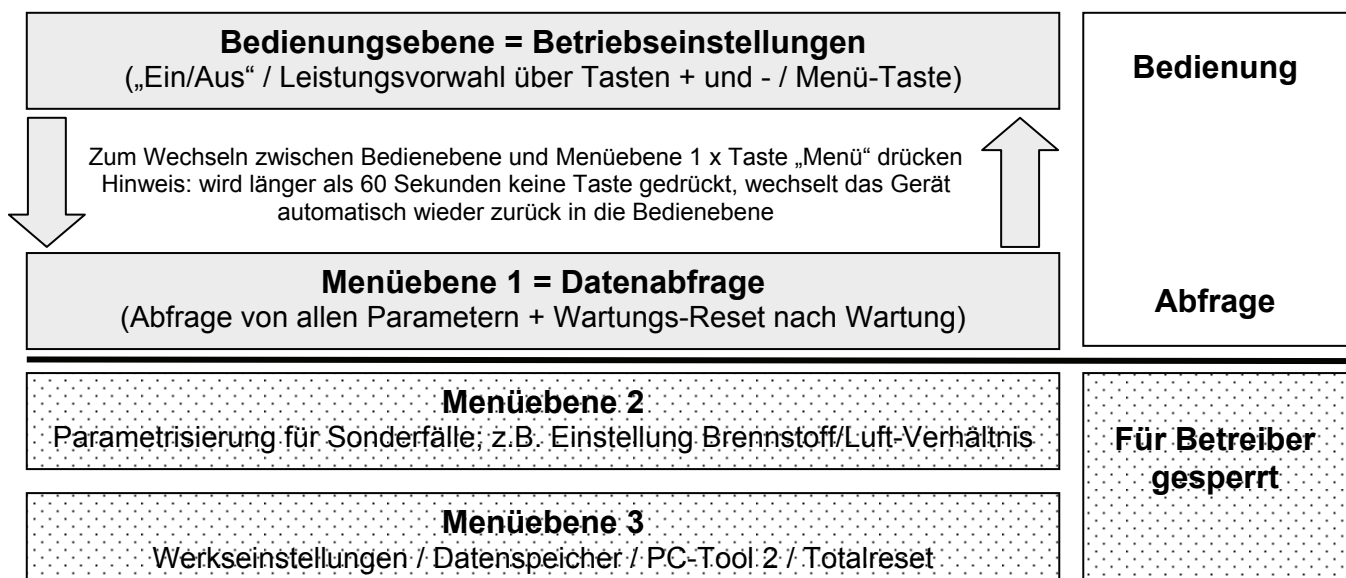 Bedienungsebene = Betriebseinstellungen
(„Ein/Aus“ / Leistungsvorwahl über Tasten + und - / Menü-Taste)
Bedienung
Zum Wechseln zwischen Bedienebene und Menüebene 1 x Taste „Menü“ drücken
Hinweis: wird länger als 60 Sekunden keine Taste gedrückt, wechselt das Gerät
automatisch wieder zurück in die Bedienebene
Menüebene 1 = Datenabfrage
(Abfrage von allen Parametern + Wartungs-Reset nach Wartung)
Abfrage
Menüebene 2
Parametrisierung für Sonderfälle, z.B. Einstellung Brennstoff/Luft-Verhältnis
Für Betreiber
gesperrt
Menüebene 3
Werkseinstellungen / Datenspeicher / PC-Tool 2 / Totalreset